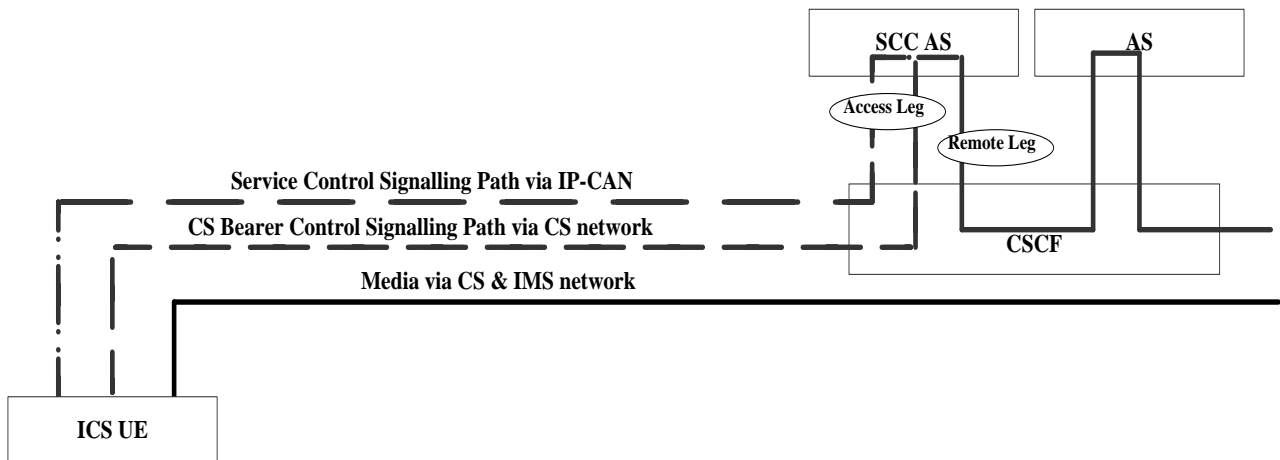 SCC AS
AS
Access Leg
Remote Leg
Service Control Signalling Path via IP-CAN
CS Bearer Control Signalling Path via CS network
CSCF
Media via CS & IMS network
ICS UE